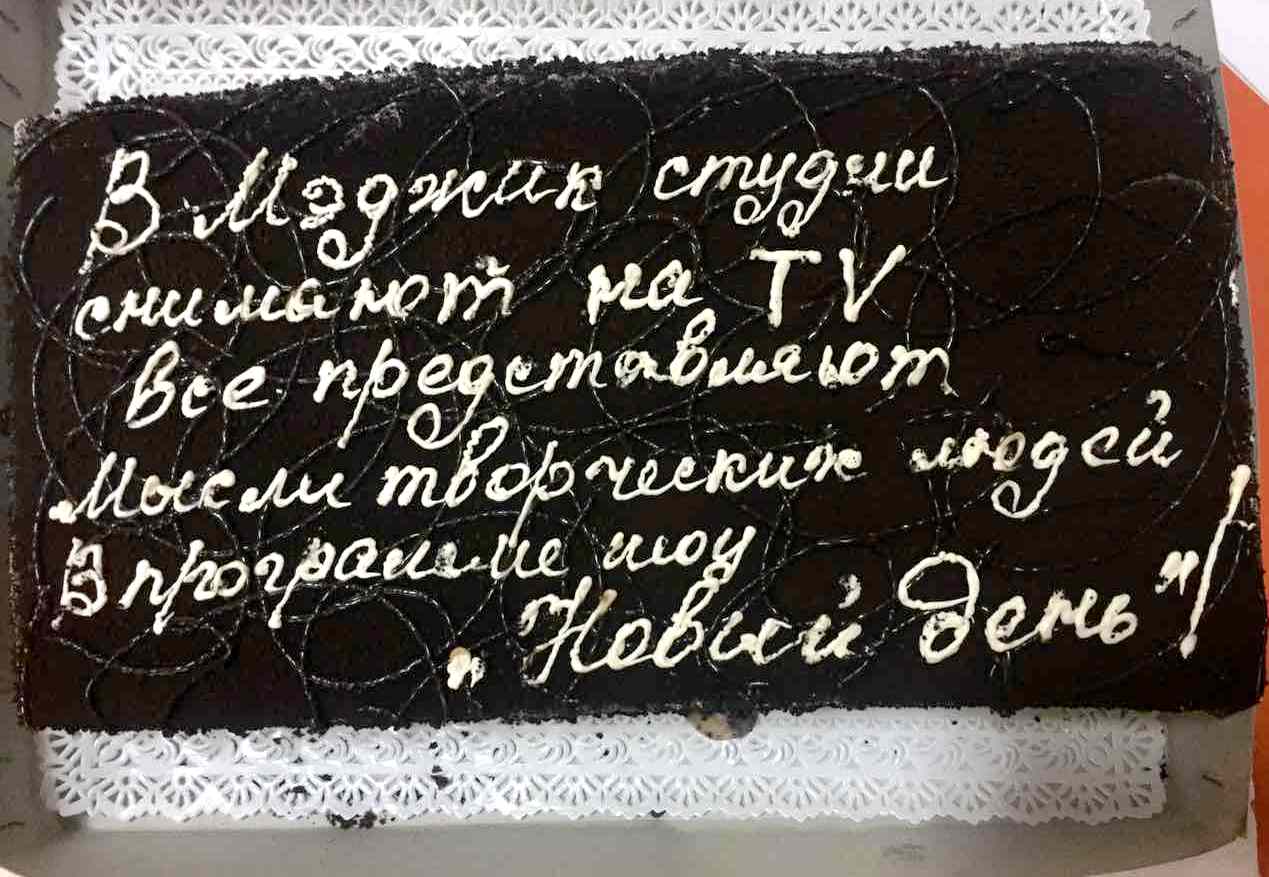 В Мэджик студии
снимают на TV
Все представляют
Мысли творческих людей
В программе шоу
„Новый День"!